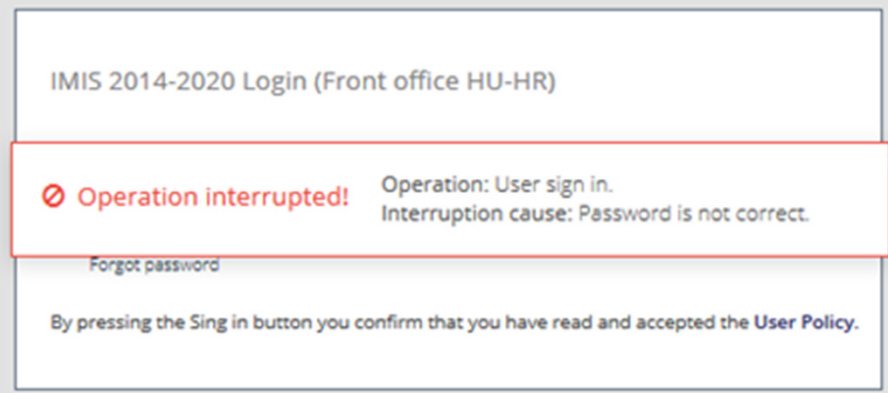 IMIS 2014-2020 Login (Front office HU-HR)
Operation interrupted!
Operation: User sign in.
Interruption cause: Password is not correct.
Forgot password
By pressing the Sing in button you confirm that you have read and accepted the User Policy.